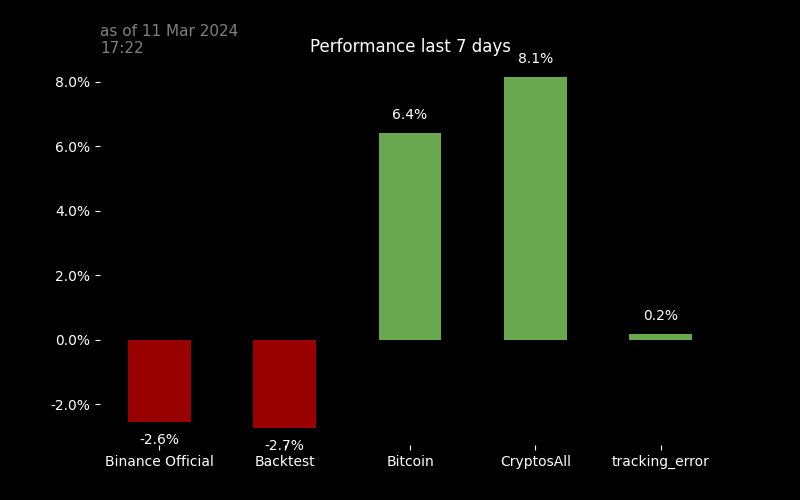 as of 11 Mar 2024
17:22
Performance last 7 days
8.1%
8.0%
6.4%
6.0%
4.0%
2.0%
0.2%
0.0%
-2.0%
-2.6%
-2.7%
Binance Official
Backtest
Bitcoin
CryptosAll
tracking_error